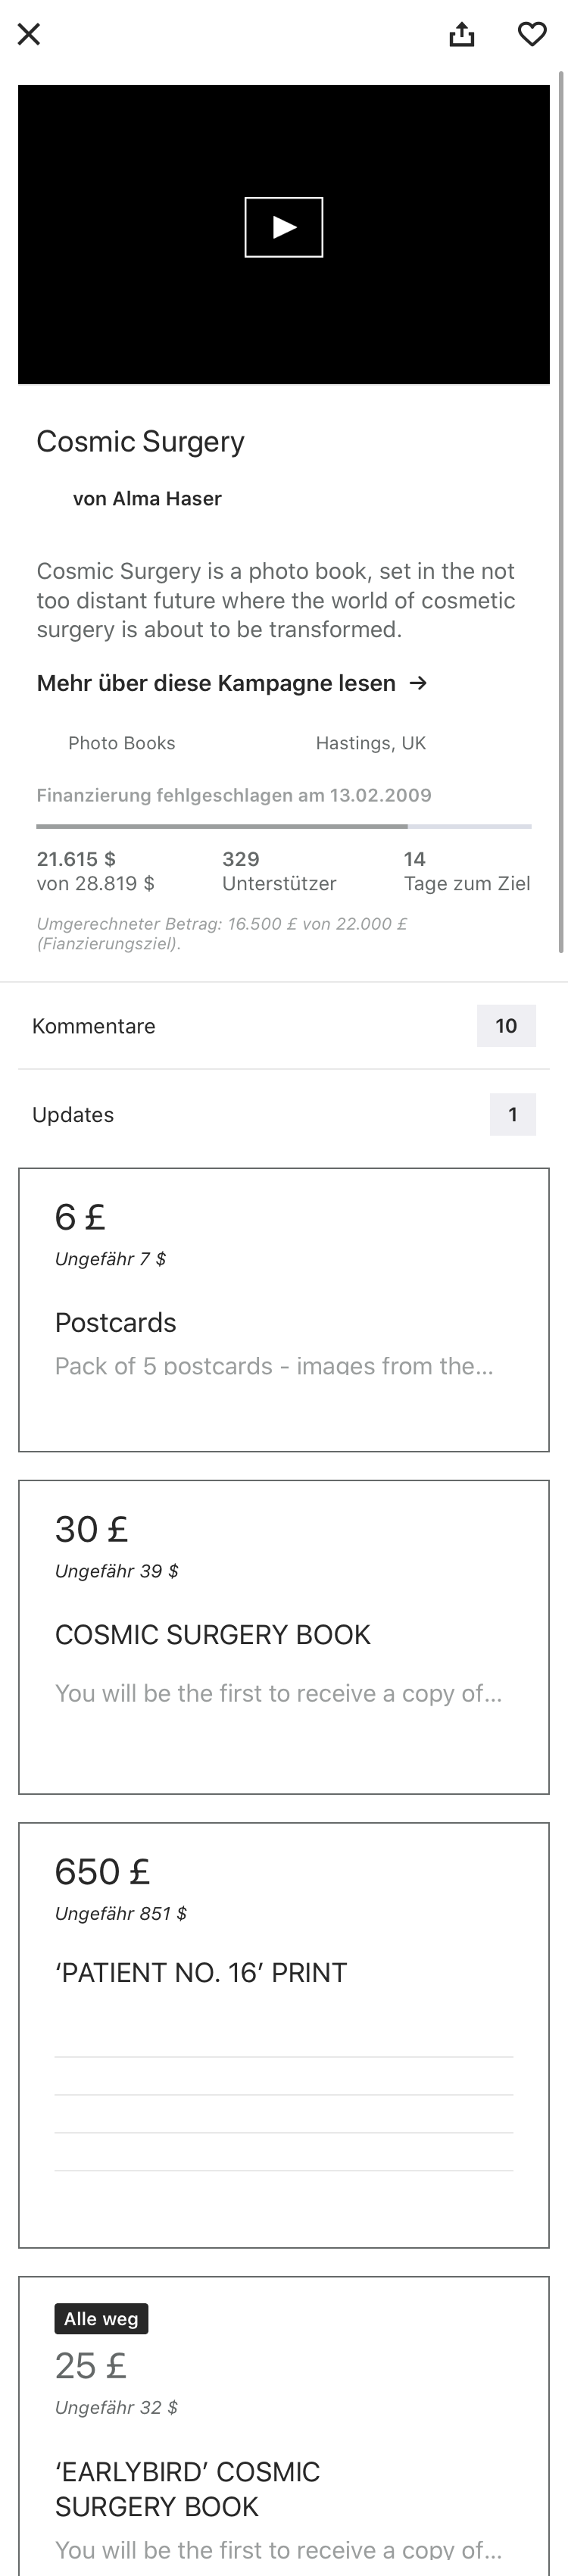 Cosmic Surgery
von Alma Haser
Cosmic Surgery is a photo book, set in the not
too distant future where the world of cosmetic
surgery is about to be transformed.
Mehr über diese Kampagne lesen →
Photo Books
Hastings, UK
Finanzierung fehlgeschlagen am 13.02.2009
21.615 $
von 28.819 $
329
Unterstützer
14
Tage zum Ziel
Umgerechneter Betrag: 16.500 £ von 22.000 £
(Fianzierungsziel).
Kommentare
10
Updates
1
6 £
Ungefähr 7 $
Postcards
Pack of 5 postcards - images from the...
30 £
Ungefähr 39 $
COSMIC SURGERY BOOK
You will be the first to receive a copy of...
650 £
Ungefähr 851 $
‘PATIENT NO. 16’ PRINT
Alle weg
25 £
Ungefähr 32 $
‘EARLYBIRD’ COSMIC
SURGERY BOOK
You will be the first to receive a copy of...